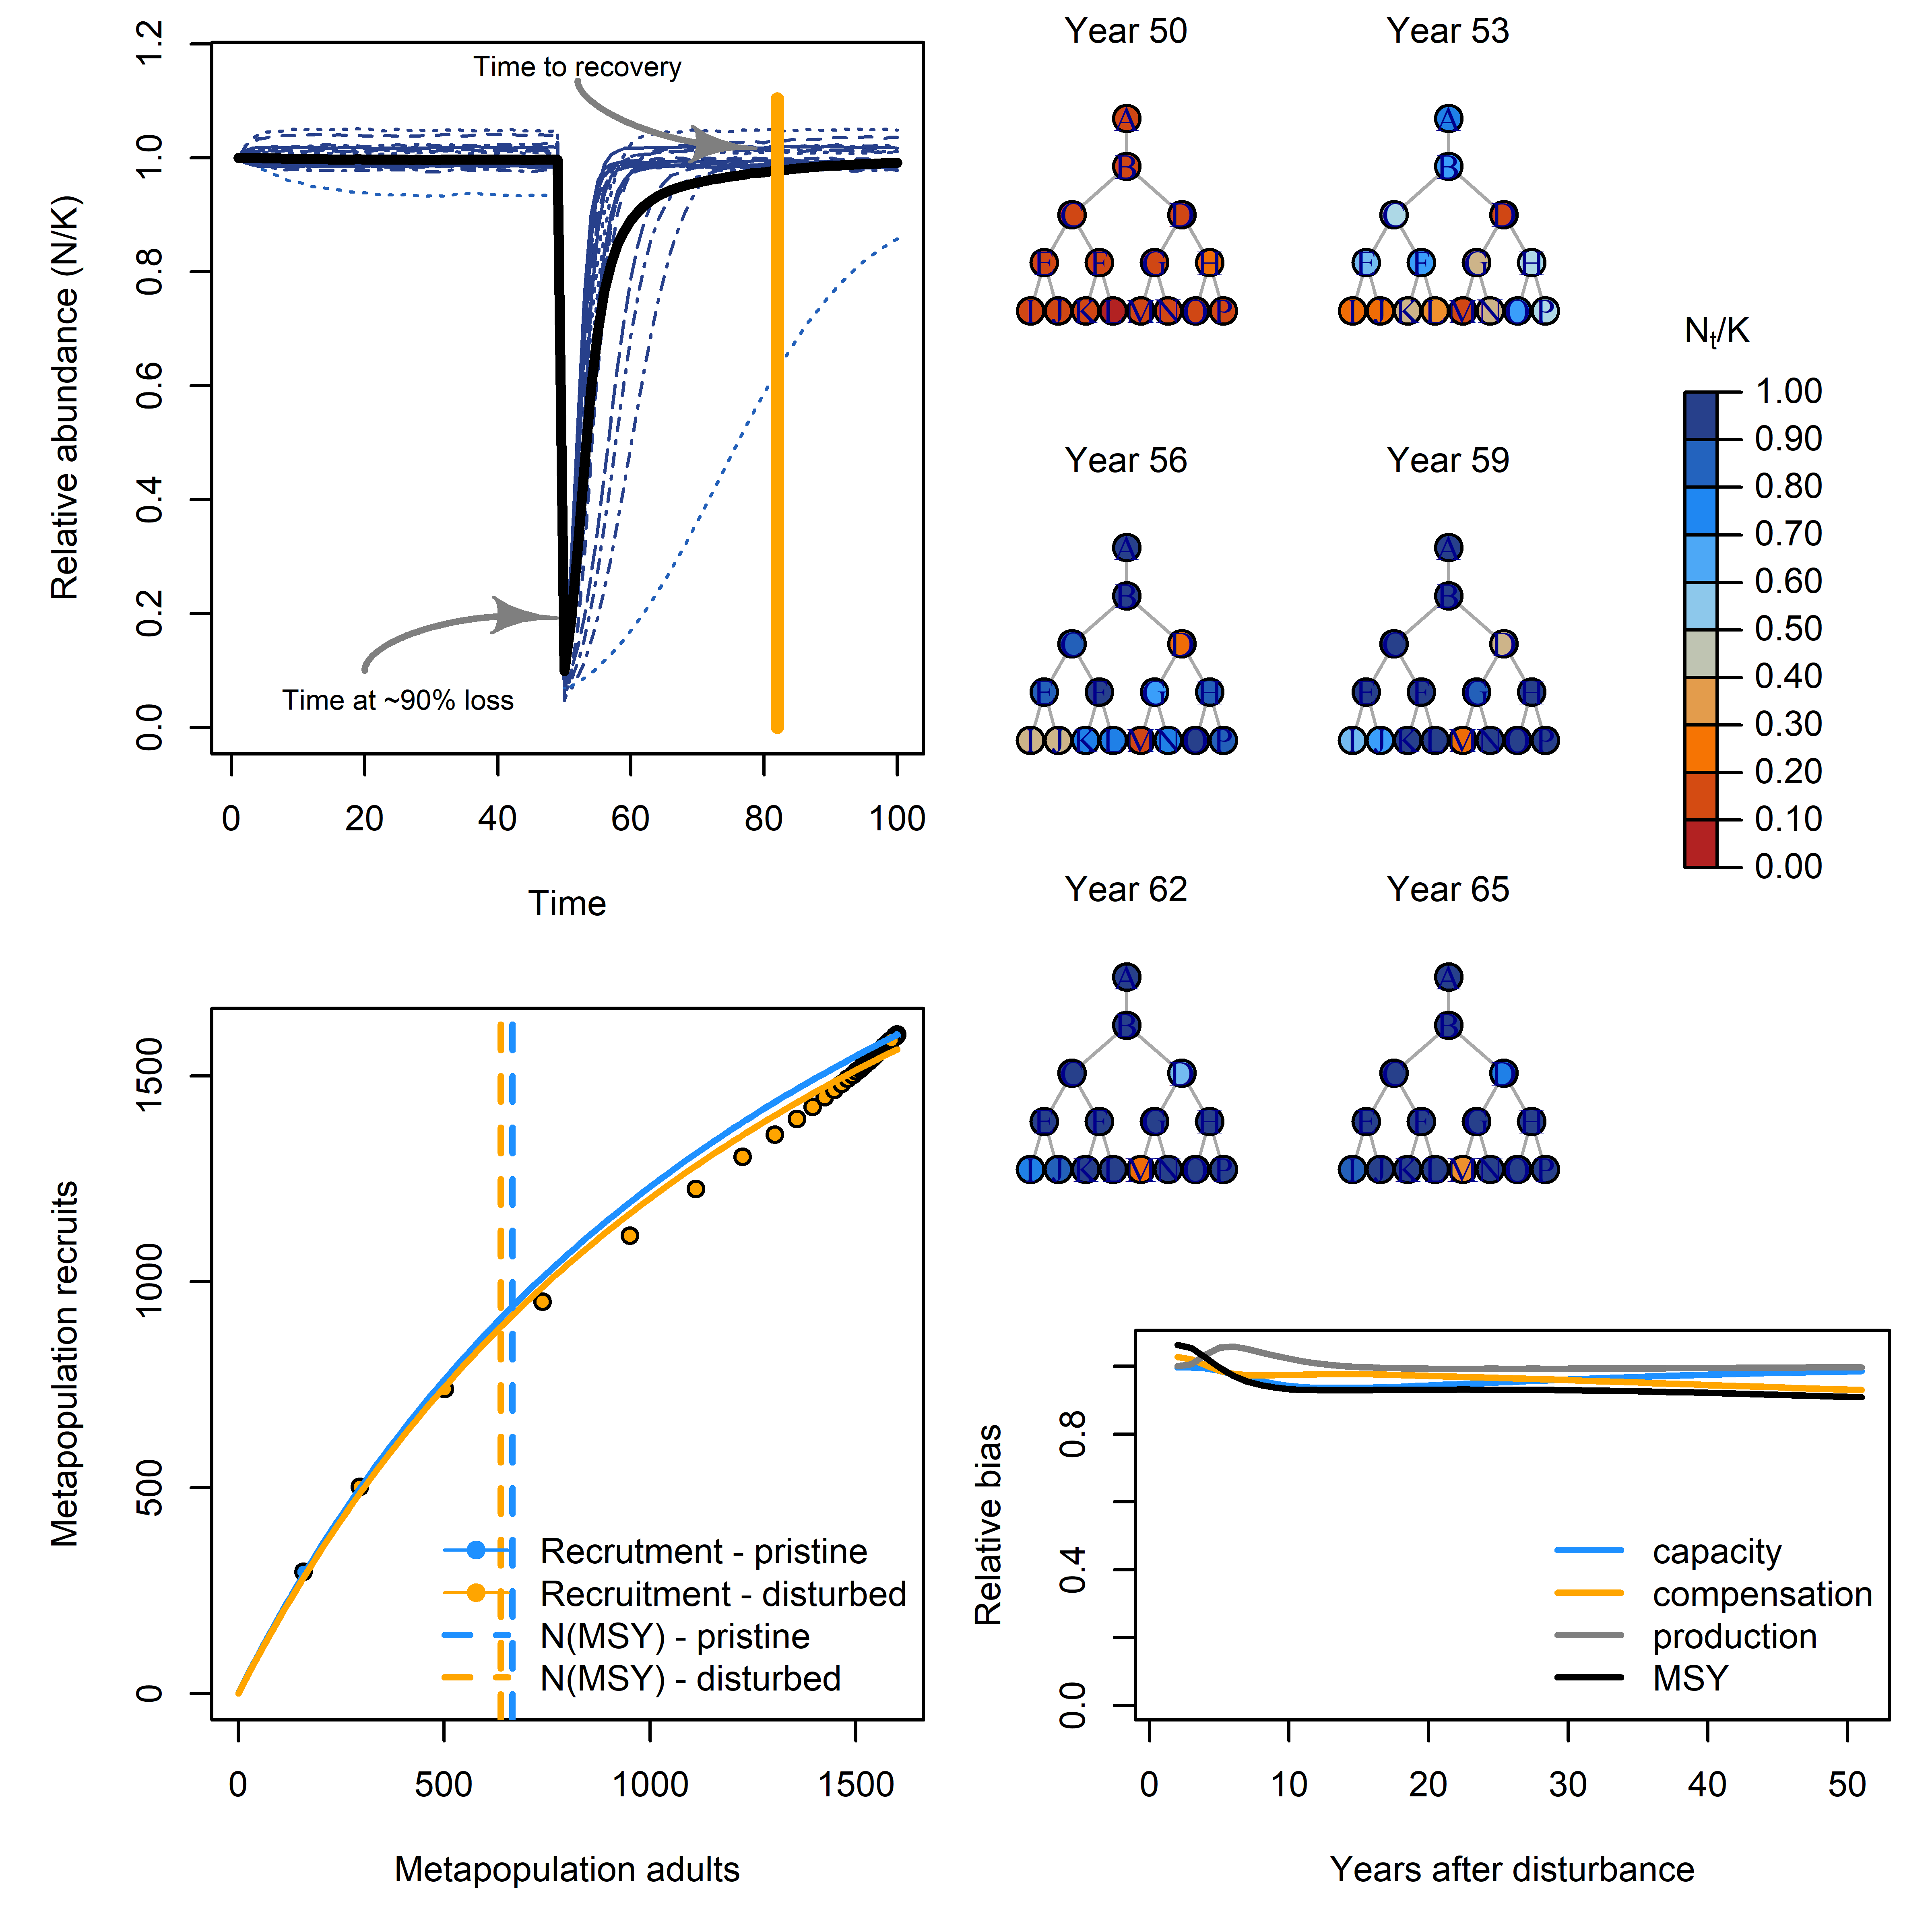 Relative abundance (N/K)
0.0 0.2 0.4 0.6 0.8 1.0 1.2
Time to recovery
Time at ~90% loss
0 20 40 60 80 100
Time
Year 50
A
B
C D
E F G H
I J K L M N O P
Year 53
A
B
C D
E F G H
I J K L M N O P
Year 56
A
B
C D
E F G H
I J K L M N O P
Year 59
A
B
C D
E F G H
I J K L M N O P
Year 62
A
B
C D
E F G H
I J K L M N O P
Year 65
A
B
C D
E F G H
I J K L M N O P
Nt/K
1.00
0.90
0.80
0.70
0.60
0.50
0.40
0.30
0.20
0.10
0.00
Metapopulation recruits
0 500 1000 1500
Recrutment - pristine
Recruitment - disturbed
N(MSY) - pristine
N(MSY) - disturbed
0 500 1000 1500
Metapopulation adults
Relative bias
0.0 0.4 0.8
capacity
compensation
production
MSY
0 10 20 30 40 50
Years after disturbance